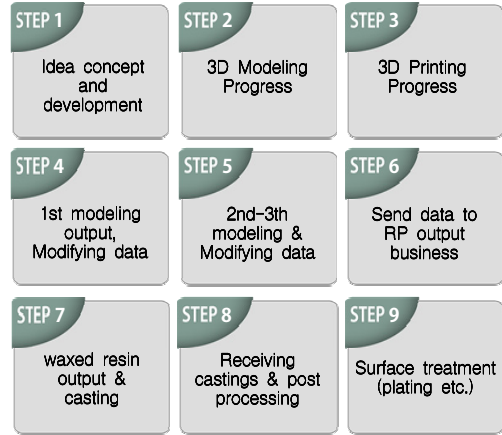 STEP 1
Idea concept
and
development
STEP 2
3D Modeling
Progress
STEP 3
3D Printing
Progress
STEP 4
1st modeling
output,
Modifying data
STEP 5
2nd-3th
modeling &
Modifying data
STEP 6
Send data to
RP output
business
STEP 7
waxed resin
output &
casting
STEP 8
Receiving
castings & post
processing
STEP 9
Surface treatment
(plating etc.)